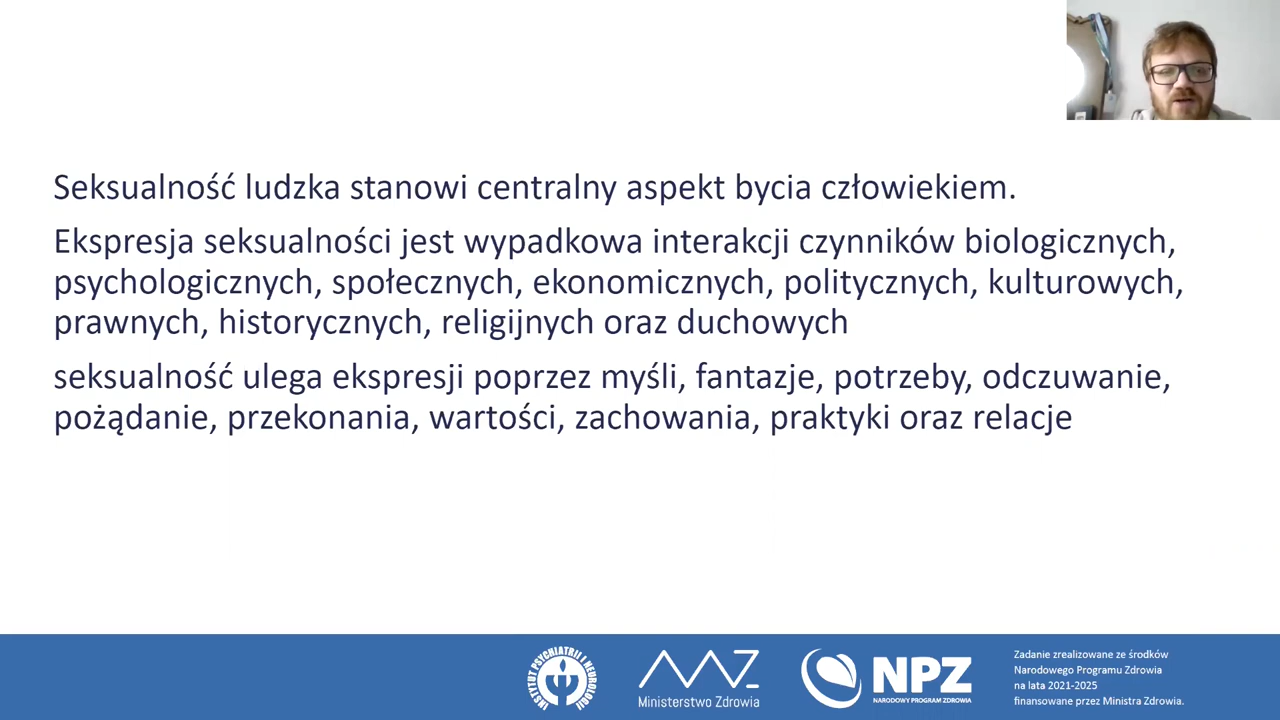 Seksualność ludzka stanowi centralny aspekt bycia człowiekiem.
Ekspresja seksualności jest wypadkowa interakcji czynników biologicznych,
psychologicznych, społecznych, ekonomicznych, politycznych, kulturowych,
prawnych, historycznych, religijnych oraz duchowych
seksualność ulega ekspresji poprzez myśli, fantazje, potrzeby, odczuwanie,
pożądanie, przekonania, wartości, zachowania, praktyki oraz relacje
INSTYTUT PSYCHIATRII I NEUROLOGII
Ministerstwo Zdrowia
NPZ
NARODOWY PROGRAM ZDROWIA
Zadanie zrealizowane ze środków
Narodowego Programu Zdrowia
na lata 2021-2025
finansowane przez Ministra Zdrowia.